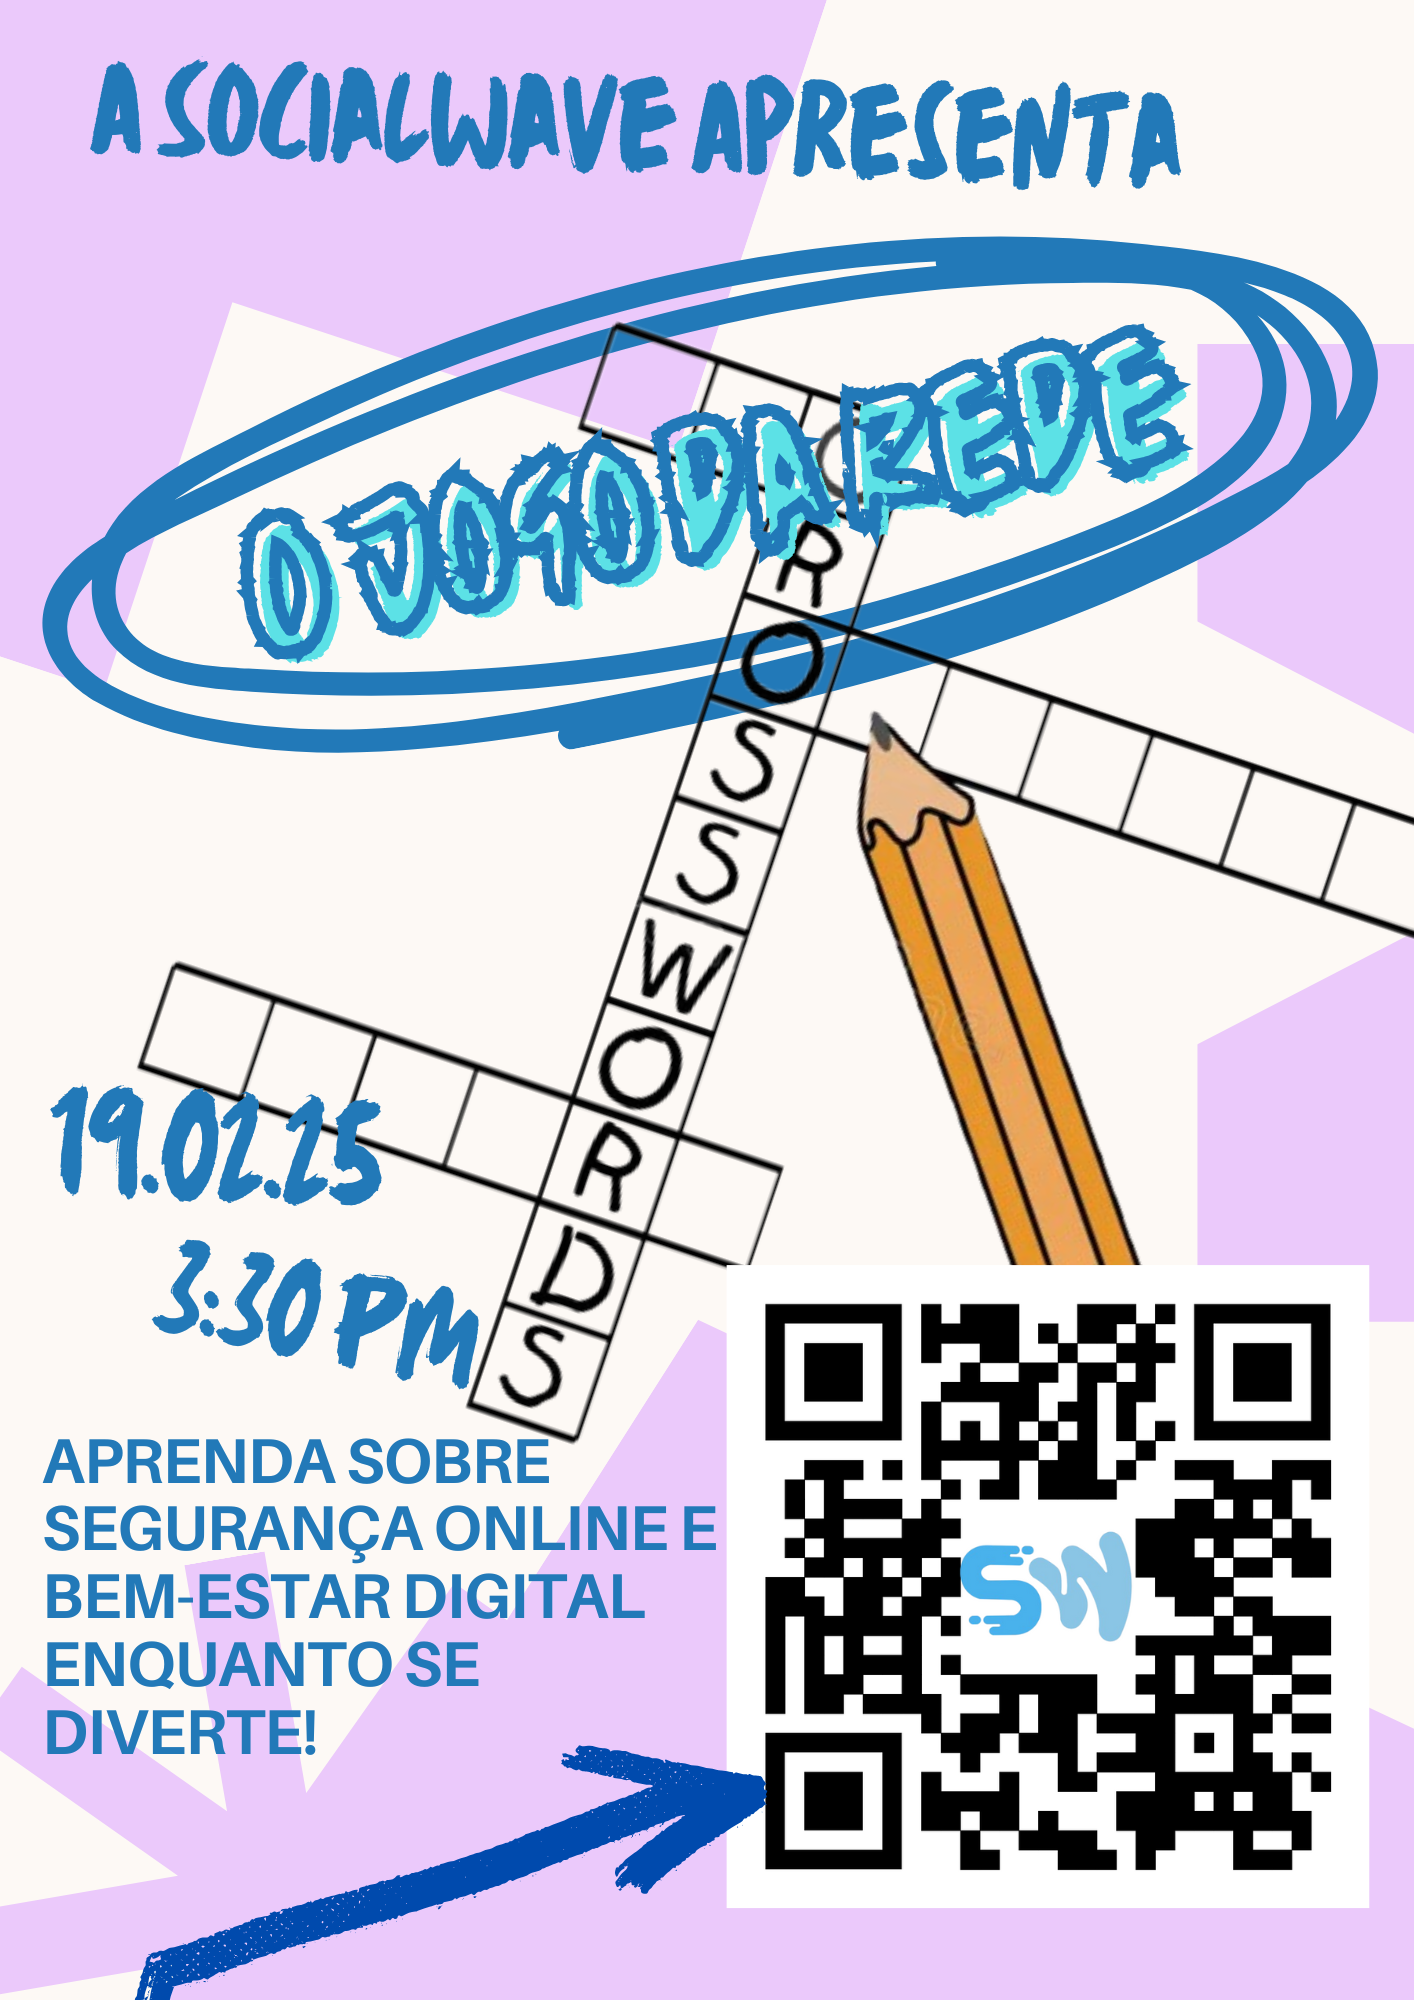 A SOCIALWAVE APRESENTA
O JOGO DA REDE
C
R
O
S
S
W
O
R
D
S
19.02.25
3:30 PM
APRENDA SOBRE
SEGURANÇA ONLINE E
BEM-ESTAR DIGITAL
ENQUANTO SE
DIVERTE!
SW